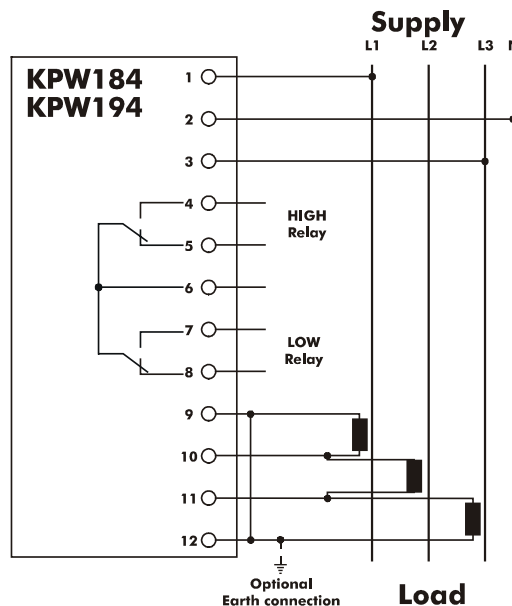 Supply
L1 L2 L3 N
KPW184
KPW194
1
2
3
4
5
6
7
8
9
10
11
12
HIGH
Relay
LOW
Relay
Optional
Earth connection
Load